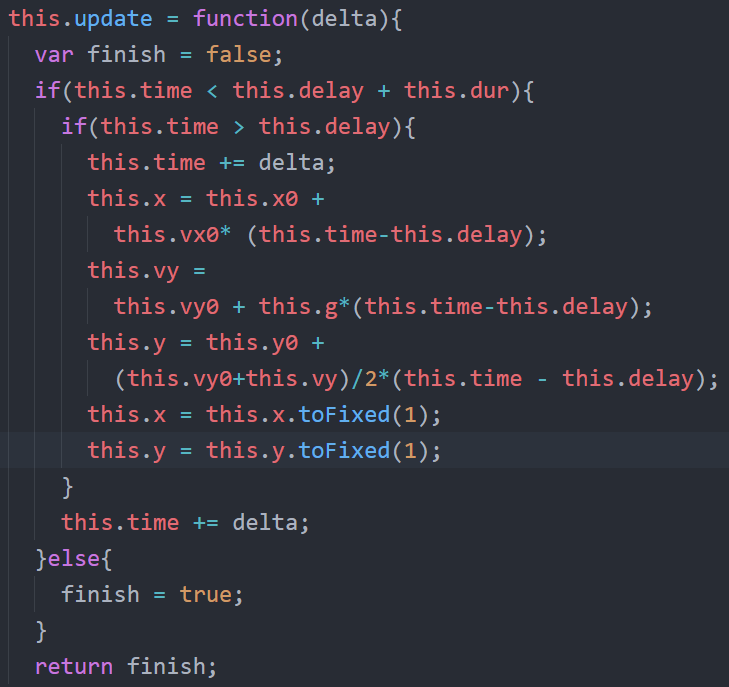 this.update = function(delta){
  var finish = false;
  if(this.time < this.delay + this.dur){
    if(this.time > this.delay){
      this.time += delta;
      this.x = this.x0 +
        this.vx0* (this.time-this.delay);
      this.vy =
        this.vy0 + this.g*(this.time-this.delay);
      this.y = this.y0 +
        (this.vy0+this.vy)/2*(this.time - this.delay);
      this.x = this.x.toFixed(1);
      this.y = this.y.toFixed(1);
    }
    this.time += delta;
  }else{
    finish = true;
  }
  return finish;